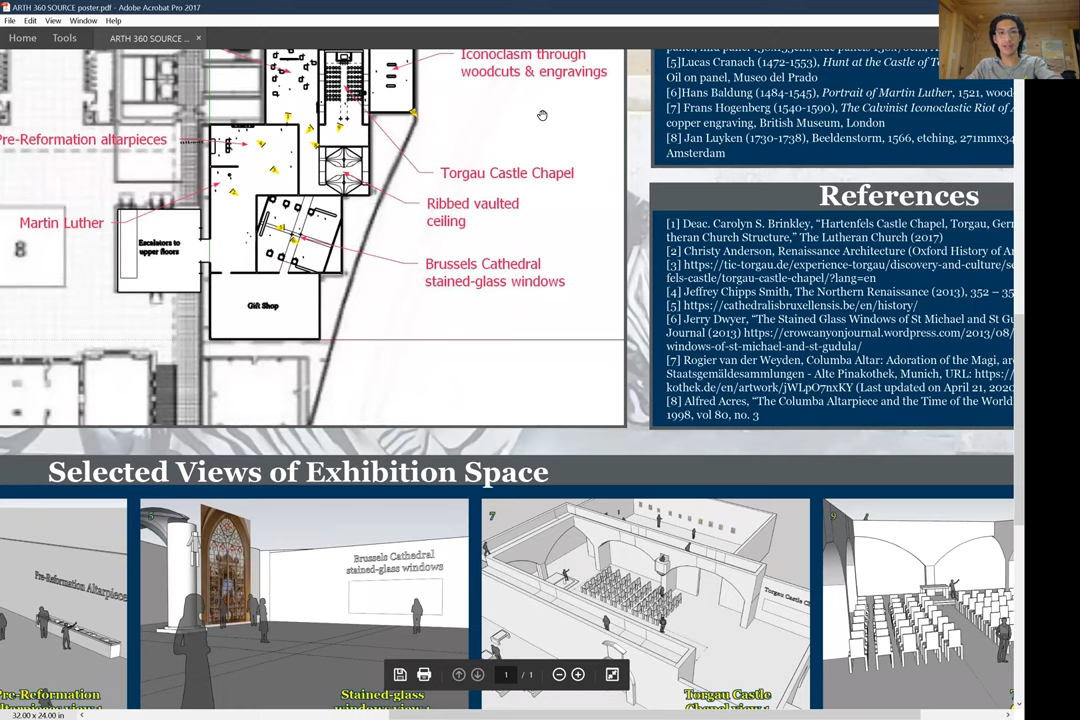 ARTH 360 SOURCE poster.pdf - Adobe Acrobat Pro 2017
File Edit View Window Help
Home Tools ARTH 360 SOURCE ... ×
Iconoclasm through
woodcuts & engravings
Pre-Reformation altarpieces
Torgau Castle Chapel
Ribbed vaulted
ceiling
Martin Luther
Brussels Cathedral
stained-glass windows
8
Escalators to
upper floors
Gift Shop
[5]Lucas Cranach (1472-1553), Hunt at the Castle of
Oil on panel, Museo del Prado
[6]Hans Baldung (1484-1545), Portrait of Martin Luther, 1521,
[7] Frans Hogenberg (1540-1590), The Calvinist Iconoclastic Riot of
copper engraving, British Museum, London
[8] Jan Luyken (1730-1738), Beeldenstorm, 1566, etching,
Amsterdam
References
[1] Deac. Carolyn S. Brinkley, “Hartenfels Castle Chapel, Torgau,
theran Church Structure,” The Lutheran Church (2017)
[2] Christy Anderson, Renaissance Architecture (Oxford History of
[3] https://tic-torgau.de/experience-torgau/discovery-and-culture/se
fels-castle/torgau-castle-chapel/?lang=en
[4] Jeffrey Chipps Smith, The Northern Renaissance (2013), 352 –
[5] https://cathedralisbruxellensis.be/en/history/
[6] Jerry Dwyer, “The Stained Glass Windows of St Michael and St
Journal (2013) https://crowcanyonjournal.wordpress.com/2013/08/
windows-of-st-michael-and-st-gudula/
[7] Rogier van der Weyden, Columba Altar: Adoration of the Magi,
Staatsgemäldesammlungen - Alte Pinakothek, Munich, URL: https:/
kothek.de/en/artwork/jWLpO7nxKY (Last updated on April 21, 2020
[8] Alfred Acres, “The Columba Altarpiece and the Time of the World
1998, vol 80, no. 3
Selected Views of Exhibition Space
5
7
9
Pre-Reformation Altarpieces
Brussels Cathedral
stained-glass windows
Torgau Castle
Pre-Reformation
Stained-glass
Torgau Castle
1 / 1
32.00 x 24.00 in